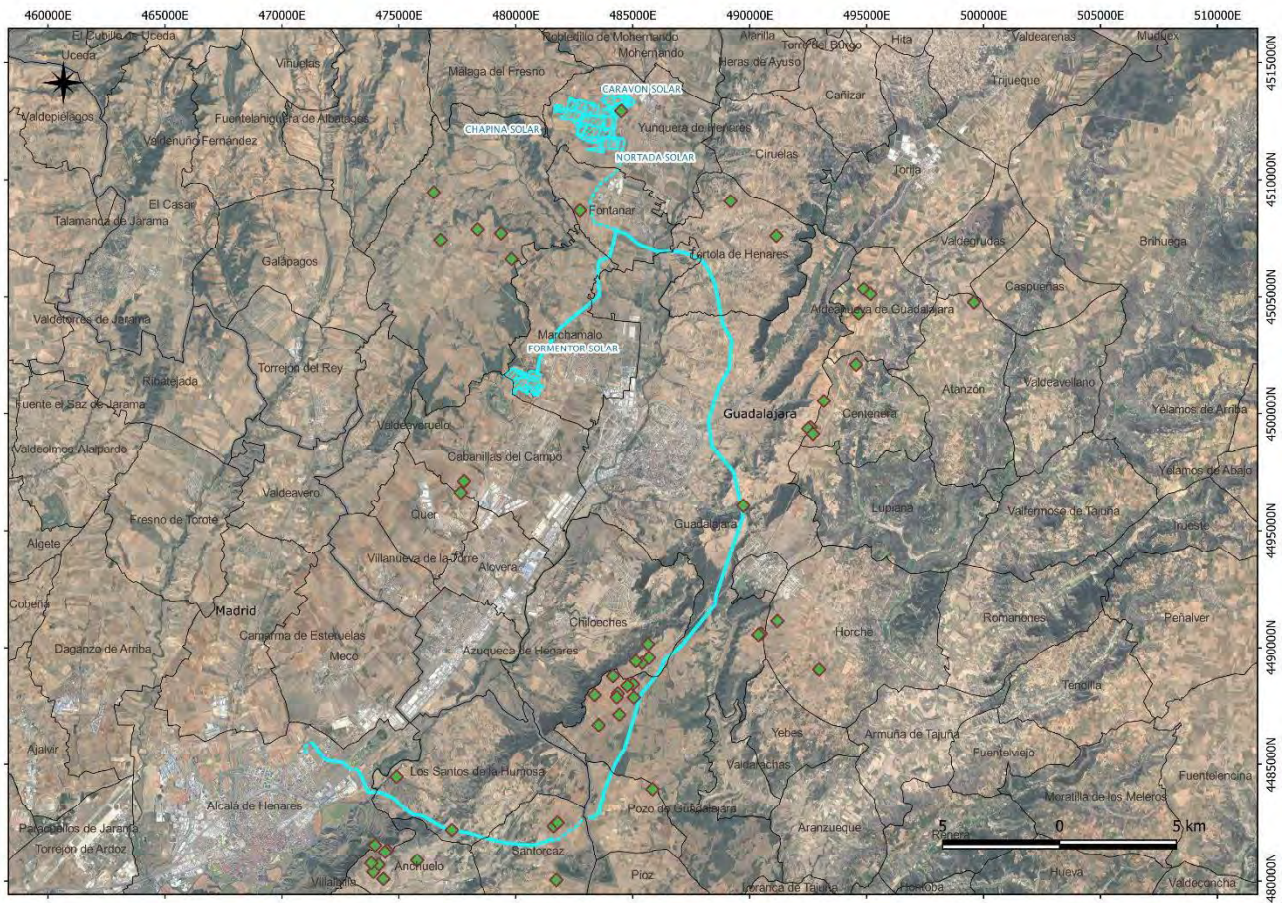 460000E 465000E 470000E 475000E 480000E 485000E 490000E 495000E 500000E 505000E 510000E
El Cubillo de Uceda
Robledillo de Mohernando
Alarilla
Hita
Valdearenas
Muduex
Uceda
Mohernando
Torre del Burgo
Viñuelas
Málaga del Fresno
Heras de Ayuso
Trijueque
4515000N
CARAVON SOLAR
Cañizar
Valdepiélagos
Fuentelahiguera de Albatages
CHAPINA SOLAR
Yunquera de Henares
Valdenuño Fernández
NORTADA SOLAR
Ciruelas
Torija
4510000N
El Casar
Talamanca de Jarama
Fontanar
Valdegrudas
Brihuega
Galápagos
Tórtola de Henares
Caspueñas
4505000N
Valdetorres de Jarama
Aldeanueva de Guadalajara
Marchamalo
FORMENTOR SOLAR
Torrejón del Rey
Ribatejada
Atanzón
Valdeavellano
Fuente el Saz de Jarama
Guadalajara
Centenera
Yélamos de Arriba
4500000N
Valdeaveruelo
Valdeolmos-Alalpardo
Cabanillas del Campo
Yélamos de Abajo
Valdeavero
Quer
Lupiana
Valfermoso de Tajuña
Fresno de Torote
Guadalajara
Irueste
4495000N
Algete
Villanueva de la Torre
Alovera
Cobeña
Madrid
Chiloeches
Romanones
Peñalver
Camarma de Esteruelas
Horche
Daganzo de Arriba
Meco
Azuqueca de Henares
4490000N
Tendilla
Yebes
Armuña de Tajuña
Ajalvir
Los Santos de la Humosa
Valdarachas
Fuentelviejo
Fuentelencina
4485000N
Alcalá de Henares
Pozo de Guadalajara
Moratilla de los Meleros
Paracuellos de Jarama
Aranzueque
Renera
5 0 5 km
Torrejón de Ardoz
Santorcaz
Anchuelo
Villalbilla
Pioz
Loranca de Tajuña
Hontoba
Hueva
Valdeconcha
4480000N